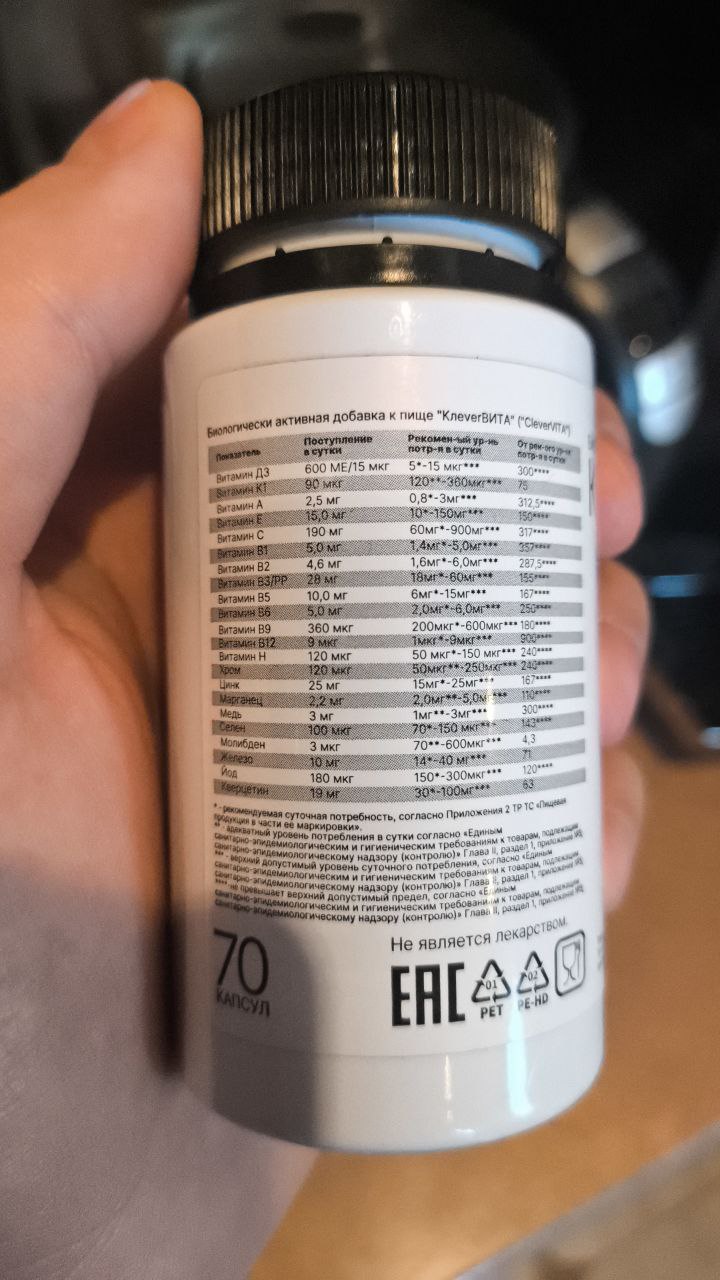 Биологически активная добавка к пище "КлеверВИТА" ("CleverVITA")
Показатель Поступление в сутки Рекомен-ый ур-нь потр-я в сутки От рек-ого ур-ня потр-я в сутки
Витамин Д3 600 МЕ/15 мкг 5*-15 мкг*** 300****
Витамин К1 90 мкг 120**-360мкг*** 75
Витамин А 2,5 мг 0,8*-3мг*** 312,5****
Витамин Е 15,0 мг 10*-150мг*** 150****
Витамин С 190 мг 60мг*-900мг*** 317****
Витамин В1 5,0 мг 1,4мг*-5,0мг*** 357****
Витамин В2 4,6 мг 1,6мг*-6,0мг*** 287,5****
Витамин В3/РР 28 мг 18мг*-60мг*** 155****
Витамин В5 10,0 мг 6мг*-15мг*** 167****
Витамин В6 5,0 мг 2,0мг*-6,0мг*** 250****
Витамин В9 360 мкг 200мкг*-600мкг*** 180****
Витамин В12 9 мкг 1мкг*-9мкг*** 900****
Витамин Н 120 мкг 50 мкг*-150 мкг*** 240****
Хром 120 мкг 50мкг**-250мкг*** 240****
Цинк 25 мг 15мг*-25мг*** 167****
Марганец 2,2 мг 2,0мг**-5,0мг*** 110****
Медь 3 мг 1мг**-3мг*** 300****
Селен 100 мкг 70*-150 мкг*** 143****
Молибден 3 мкг 70**-600мкг*** 4,3
Железо 10 мг 14*-40 мг*** 71
Йод 180 мкг 150*-300мкг*** 120****
Кверцетин 19 мг 30*-100мг*** 63
* - рекомендуемая суточная потребность, согласно Приложения 2 ТР ТС «Пищевая
продукция в части её маркировки».
** - адекватный уровень потребления в сутки согласно «Единым
санитарно-эпидемиологическим и гигиеническим требованиям к товарам, подлежащим
санитарно-эпидемиологическому надзору (контролю)» Глава II, раздел 1, приложение
*** - верхний допустимый уровень суточного потребления, согласно «Единым
санитарно-эпидемиологическим и гигиеническим требованиям к товарам, подлежащим
санитарно-эпидемиологическому надзору (контролю)» Глава II, раздел 1, приложение
**** не превышает верхний допустимый предел, согласно «Единым
санитарно-эпидемиологическим и гигиеническим требованиям к товарам, подлежащим
санитарно-эпидемиологическому надзору (контролю)» Глава II, раздел 1, приложение
Не является лекарством.
70
КАПСУЛ
EAC 01 02
PET PE-HD